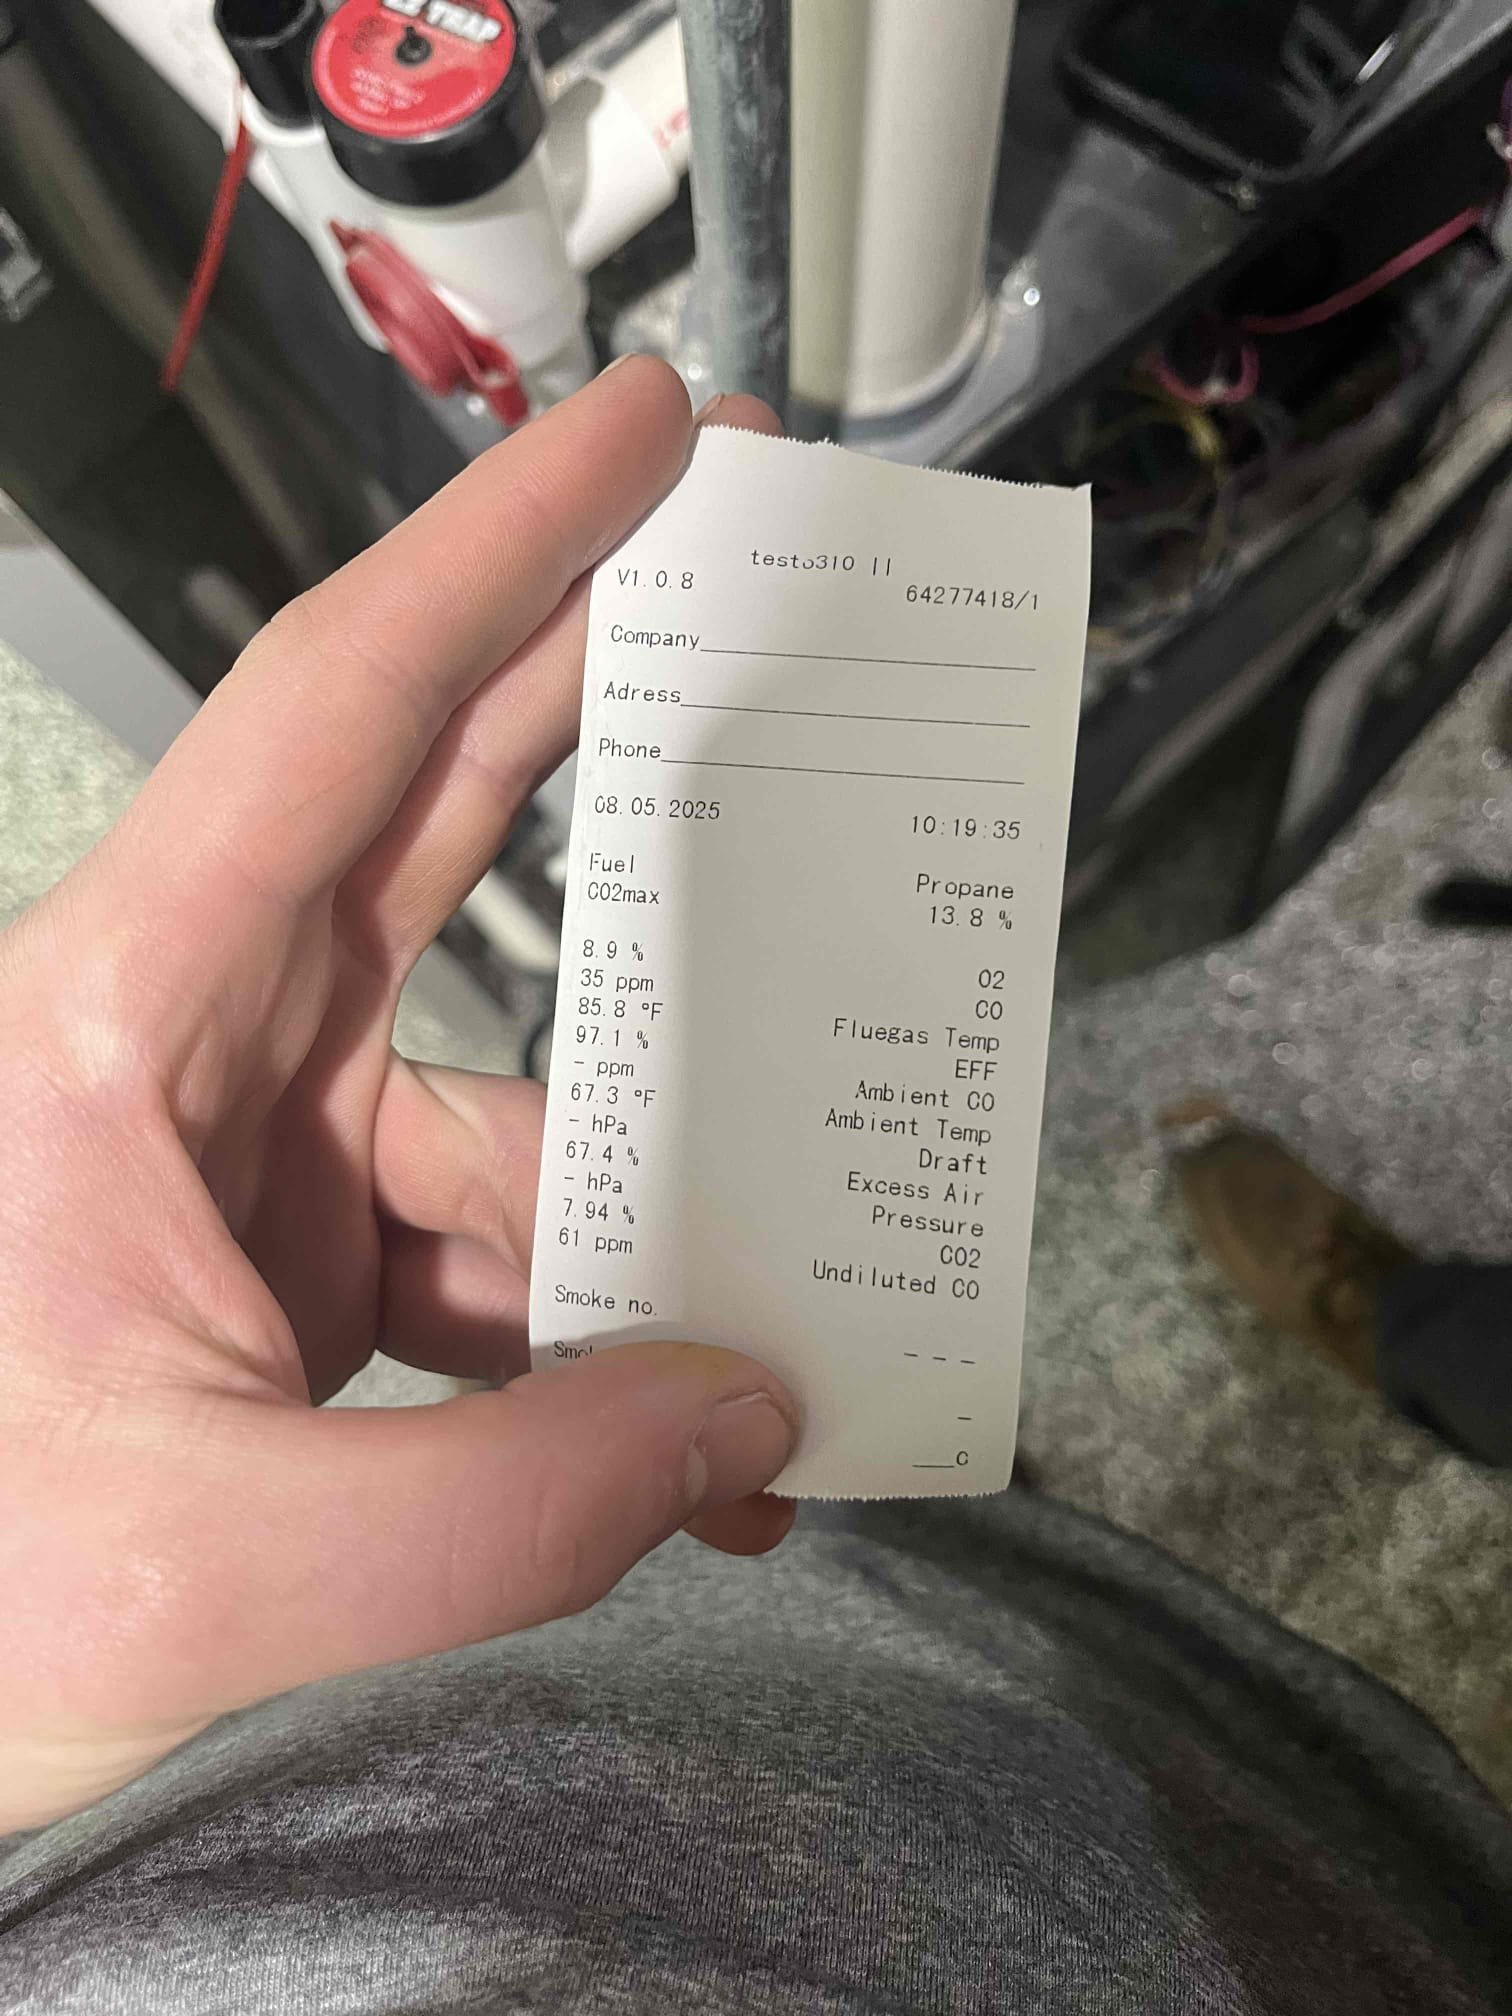 EZ TRAP
testo310 II
V1.0.8 64277418/1
Company
Adress
Phone
08.05.2025 10:19:35
Fuel Propane
CO2max 13.8 %
8.9 % O2
35 ppm CO
85.8 °F Fluegas Temp
97.1 % EFF
- ppm Ambient CO
67.3 °F Ambient Temp
- hPa Draft
67.4 % Excess Air
- hPa Pressure
7.94 % CO2
61 ppm Undiluted CO
Smoke no.
- - -
-
___c